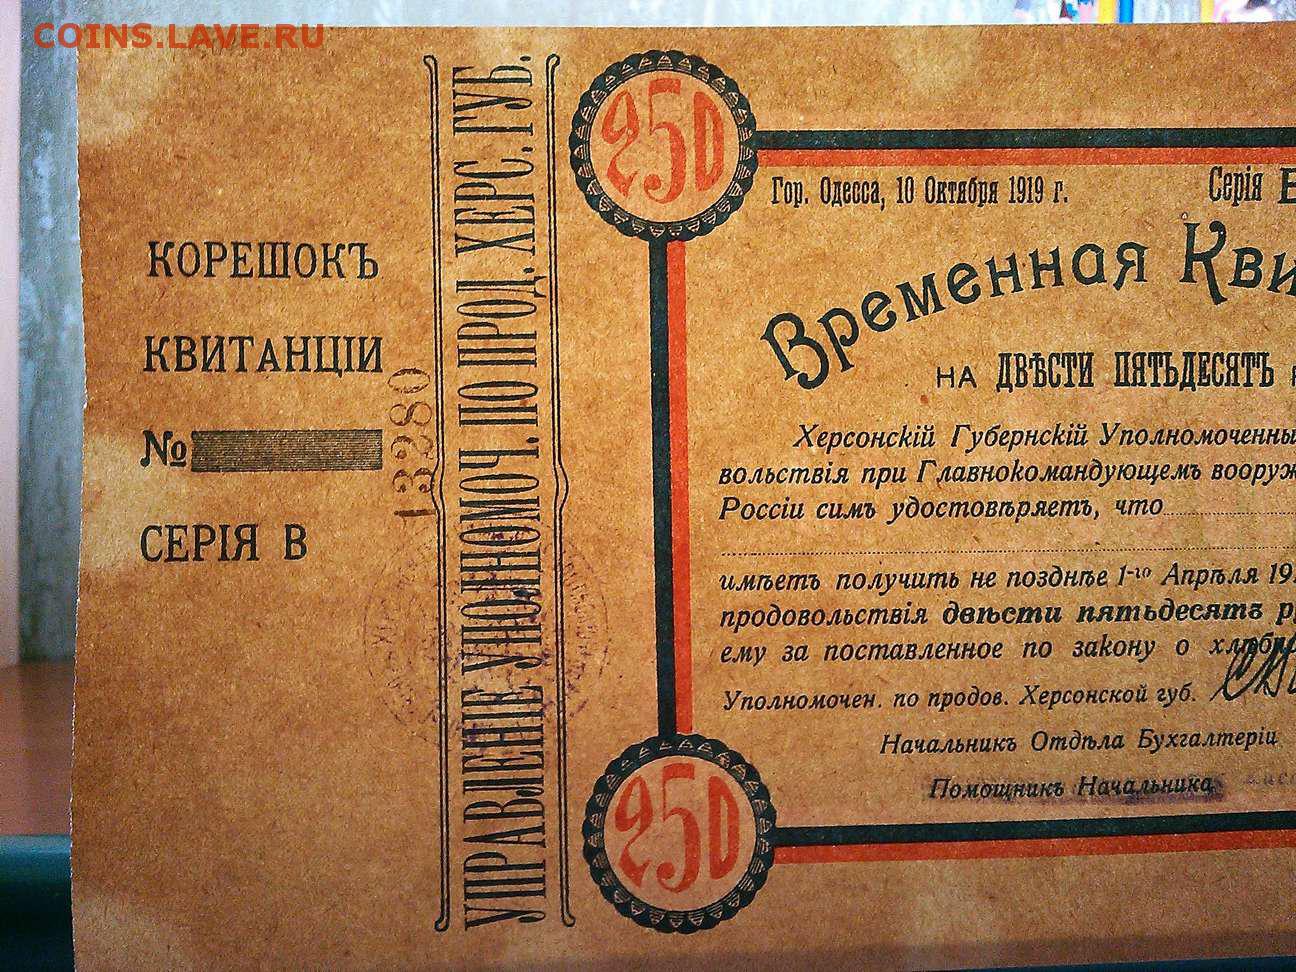 COINS.LAVE.RU
КОРЕШОКЪ
КВИТАНЦІИ
№
СЕРІЯ В
13280
УПРАВЛЕНІЕ УПОЛНОМОЧ. ПО ПРОД. ХЕРС. ГУБ.
250
Гор. Одесса, 10 Октября 1919 г.
Серія
Временная
НА ДВѢСТИ ПЯТЬДЕСЯТЪ
Херсонскій Губернскій Уполномоченны
вольствія при Главнокомандующемъ вооруж
Россіи симъ удостовѣряетъ, что
имѣетъ получить не позднѣе 1-го Апрѣля 19
продовольствія двѣсти пятьдесятъ р
ему за поставленное по закону о хлѣбн
Уполномочен. по продов. Херсонской губ.
Начальникъ Отдѣла Бухгалтеріи
Помощникъ Начальника
250